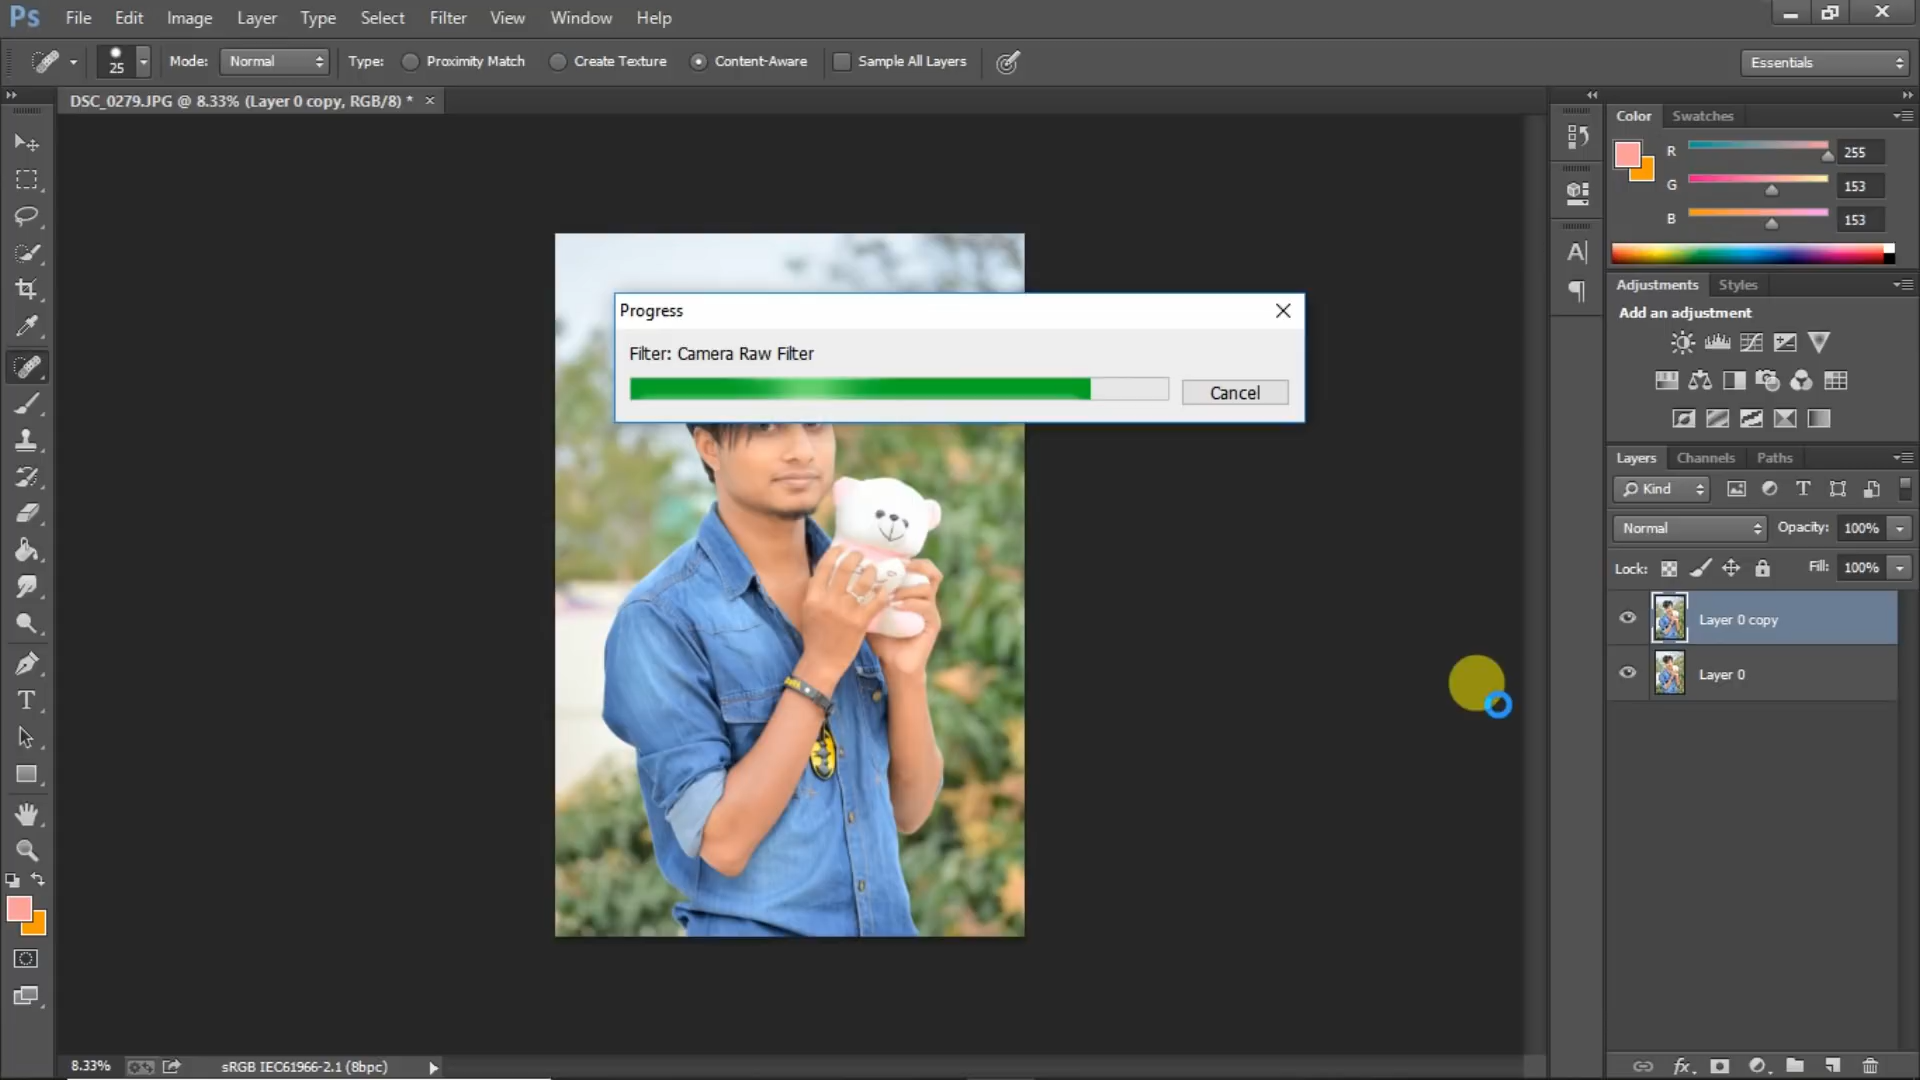 Ps File Edit Image Layer Type Select Filter View Window Help
25 Mode: Normal Type: Proximity Match Create Texture Content-Aware Sample All Layers Essentials
DSC_0279.JPG @ 8.33% (Layer 0 copy, RGB/8) *
Color Swatches
R 255
G 153
B 153
Adjustments Styles
Add an adjustment
Progress
Filter: Camera Raw Filter
Cancel
Layers Channels Paths
Kind
Normal Opacity: 100%
Lock: Fill: 100%
Layer 0 copy
Layer 0
8.33% sRGB IEC61966-2.1 (8bpc)